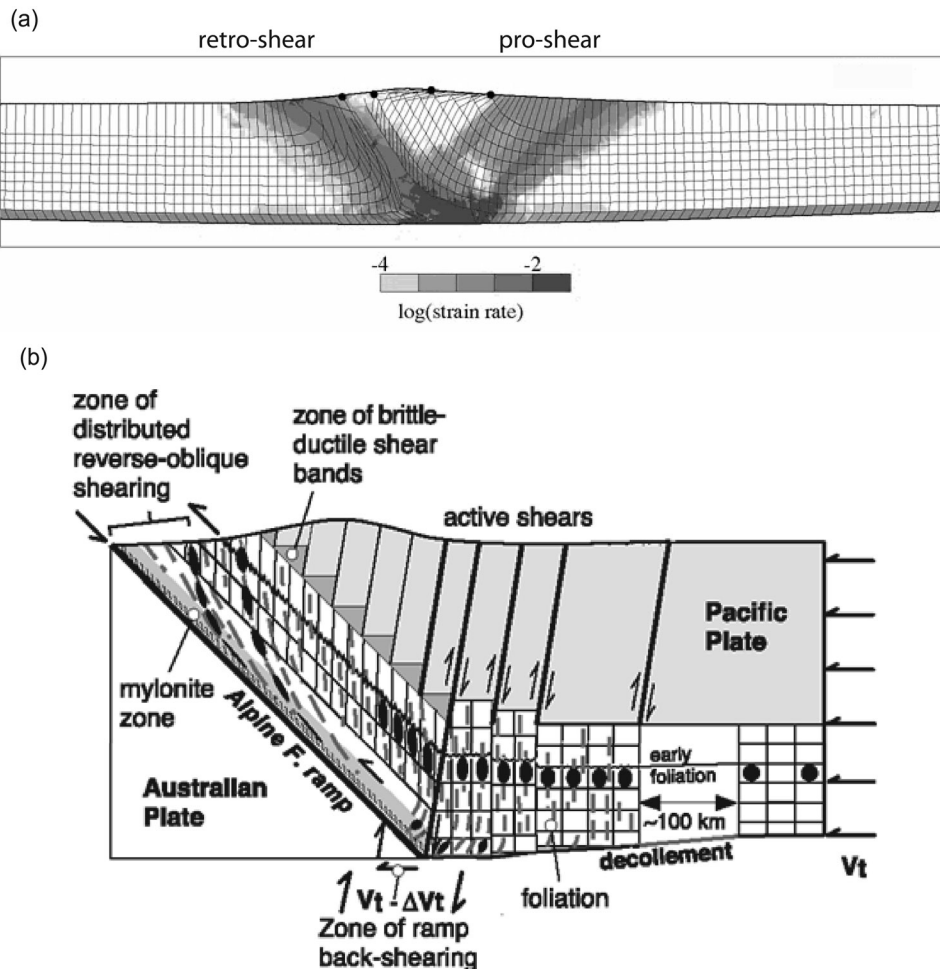 (a)
retro-shear
pro-shear
-4
-2
log(strain rate)
(b)
zone of
distributed
reverse-oblique
shearing
zone of brittle-
ductile shear
bands
active shears
Pacific
Plate
mylonite
zone
Alpine F. ramp
Australian
Plate
early
foliation
~100 km
decollement
Vt
foliation
Vt - ΔVt
Zone of ramp
back-shearing